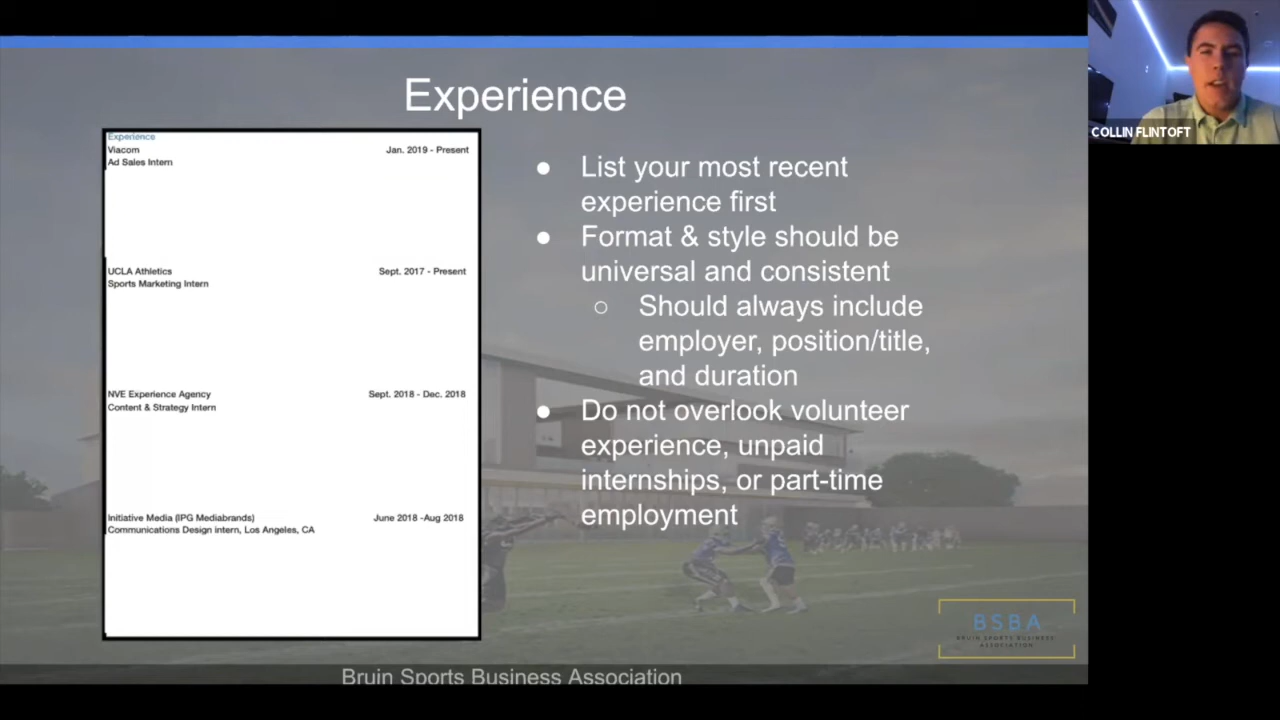 Experience
Experience
Viacom Jan. 2019 - Present
Ad Sales Intern
UCLA Athletics Sept. 2017 - Present
Sports Marketing Intern
NVE Experience Agency Sept. 2018 - Dec. 2018
Content & Strategy Intern
Initiative Media (IPG Mediabrands) June 2018 -Aug 2018
Communications Design intern, Los Angeles, CA
● List your most recent
experience first
● Format & style should be
universal and consistent
○ Should always include
employer, position/title,
and duration
● Do not overlook volunteer
experience, unpaid
internships, or part-time
employment
BSBA
BRUIN SPORTS BUSINESS
ASSOCIATION
Bruin Sports Business Association
COLLIN FLINTOFT